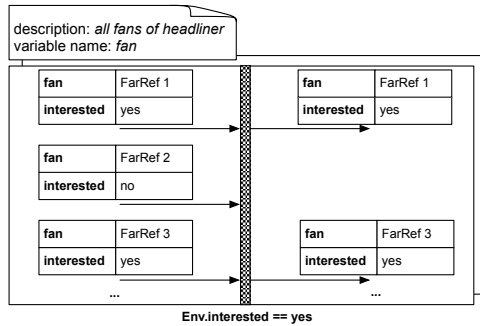 description: all fans of headliner
variable name: fan
fan FarRef 1
interested yes
fan FarRef 1
interested yes
fan FarRef 2
interested no
fan FarRef 3
interested yes
...
fan FarRef 3
interested yes
...
Env.interested == yes